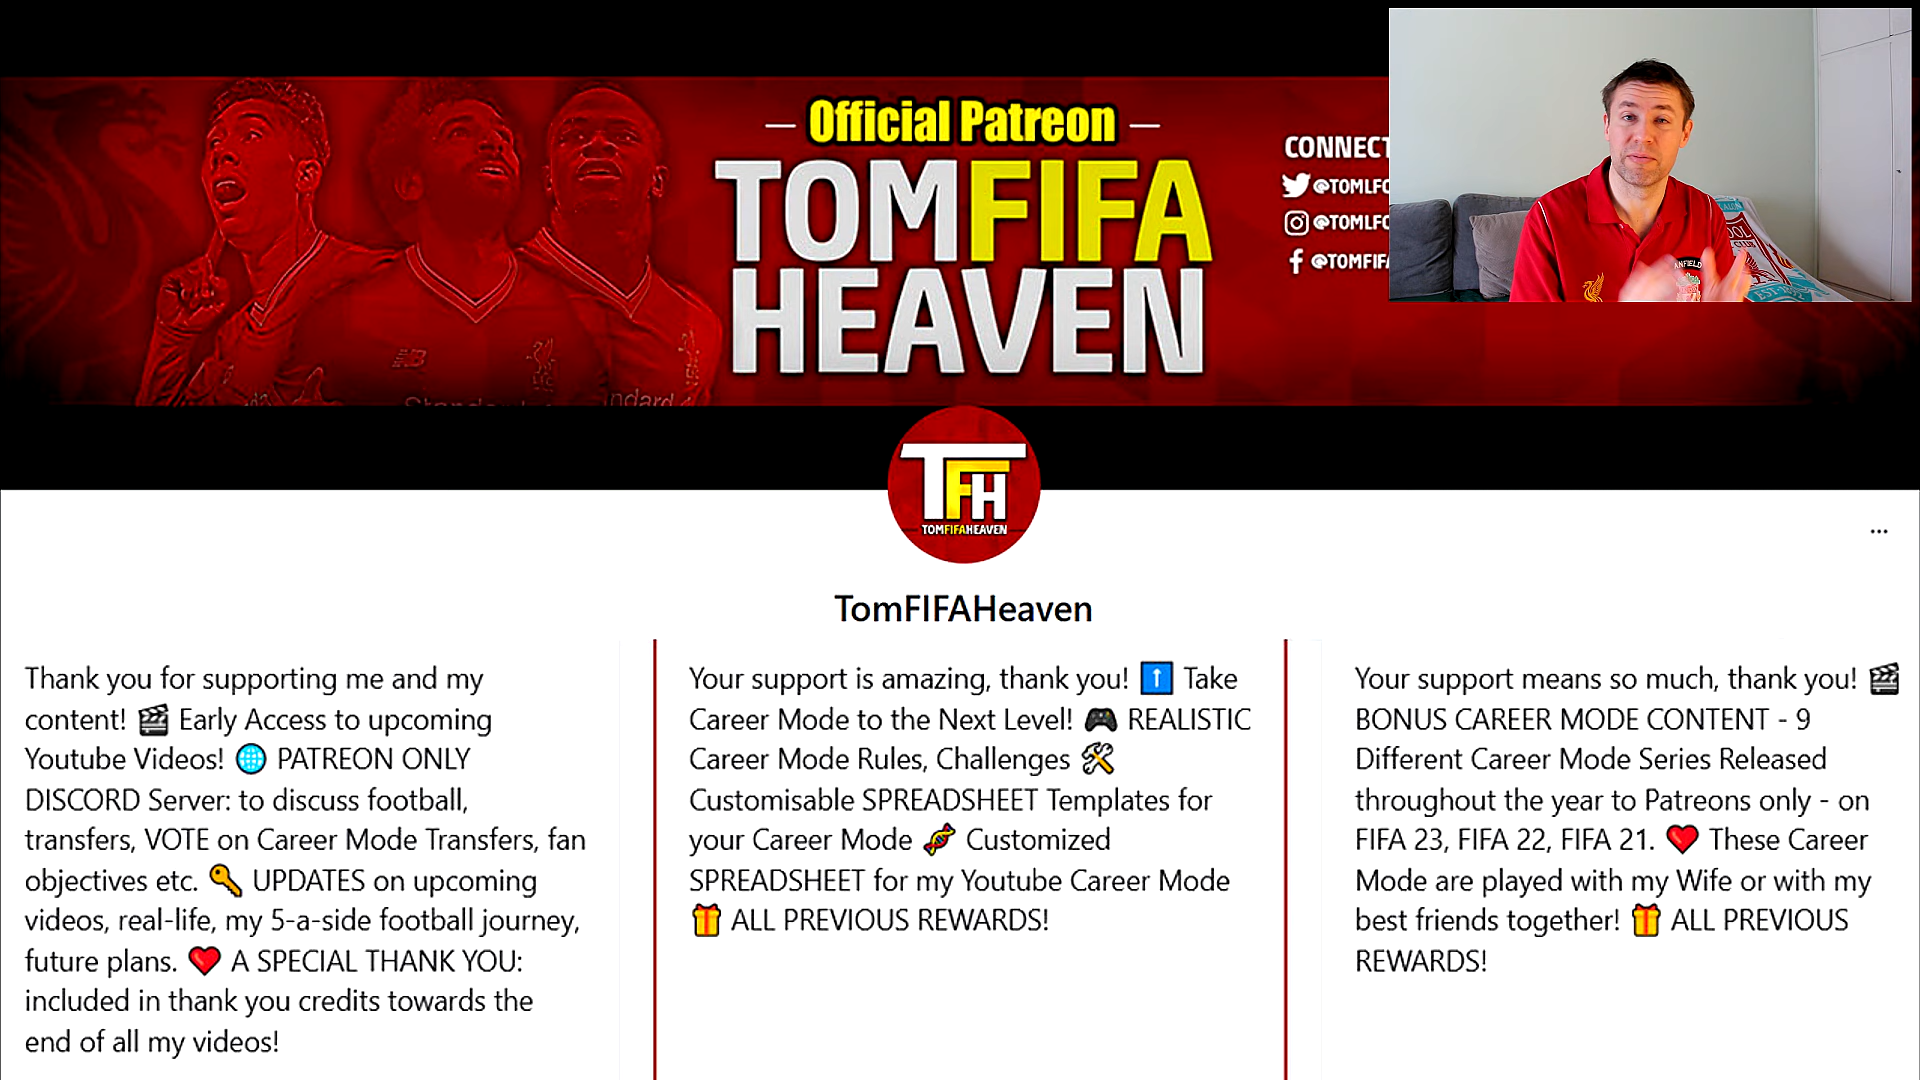 — Official Patreon —
TOMFIFA
HEAVEN
CONNECT
@TOMLFC
@TOMLFC
@TOMFIFA
ANFIELD
EST·1892
TFH
TOMFIFAHEAVEN
...
TomFIFAHeaven
Thank you for supporting me and my
content! 🎬 Early Access to upcoming
Youtube Videos! 🌐 PATREON ONLY
DISCORD Server: to discuss football,
transfers, VOTE on Career Mode Transfers, fan
objectives etc. 🔑 UPDATES on upcoming
videos, real-life, my 5-a-side football journey,
future plans. ❤️ A SPECIAL THANK YOU:
included in thank you credits towards the
end of all my videos!
Your support is amazing, thank you! ⬆️ Take
Career Mode to the Next Level! 🎮 REALISTIC
Career Mode Rules, Challenges 🛠️
Customisable SPREADSHEET Templates for
your Career Mode 🧬 Customized
SPREADSHEET for my Youtube Career Mode
🎁 ALL PREVIOUS REWARDS!
Your support means so much, thank you! 🎬
BONUS CAREER MODE CONTENT - 9
Different Career Mode Series Released
throughout the year to Patreons only - on
FIFA 23, FIFA 22, FIFA 21. ❤️ These Career
Mode are played with my Wife or with my
best friends together! 🎁 ALL PREVIOUS
REWARDS!